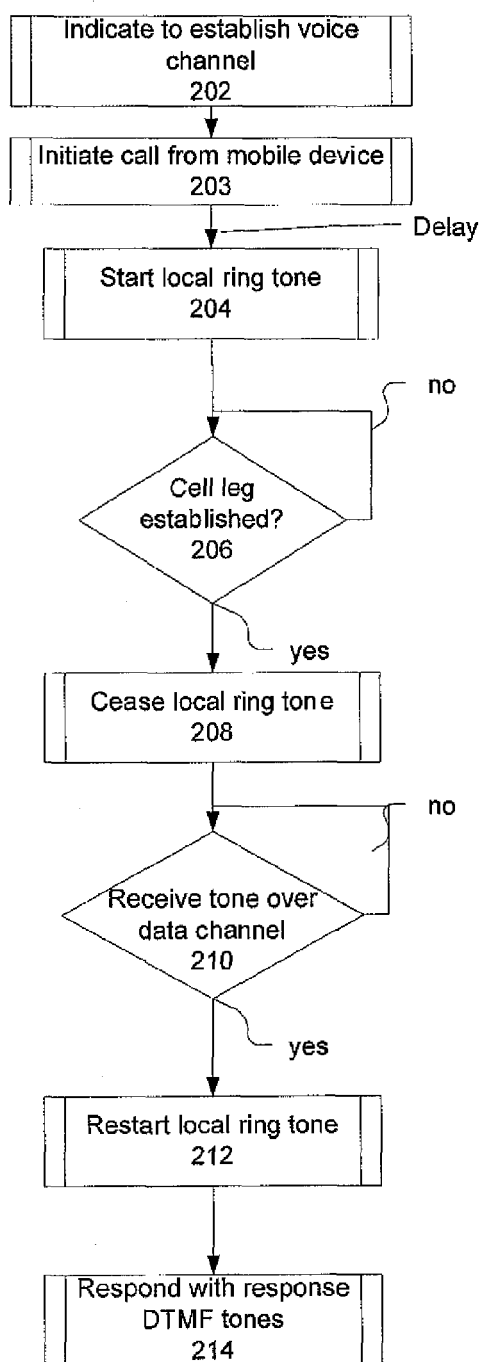 Indicate to establish voice
channel
202
Initiate call from mobile device
203
Delay
Start local ring tone
204
no
Cell leg
established?
206
yes
Cease local ring tone
208
no
Receive tone over
data channel
210
yes
Restart local ring tone
212
Respond with response
DTMF tones
214